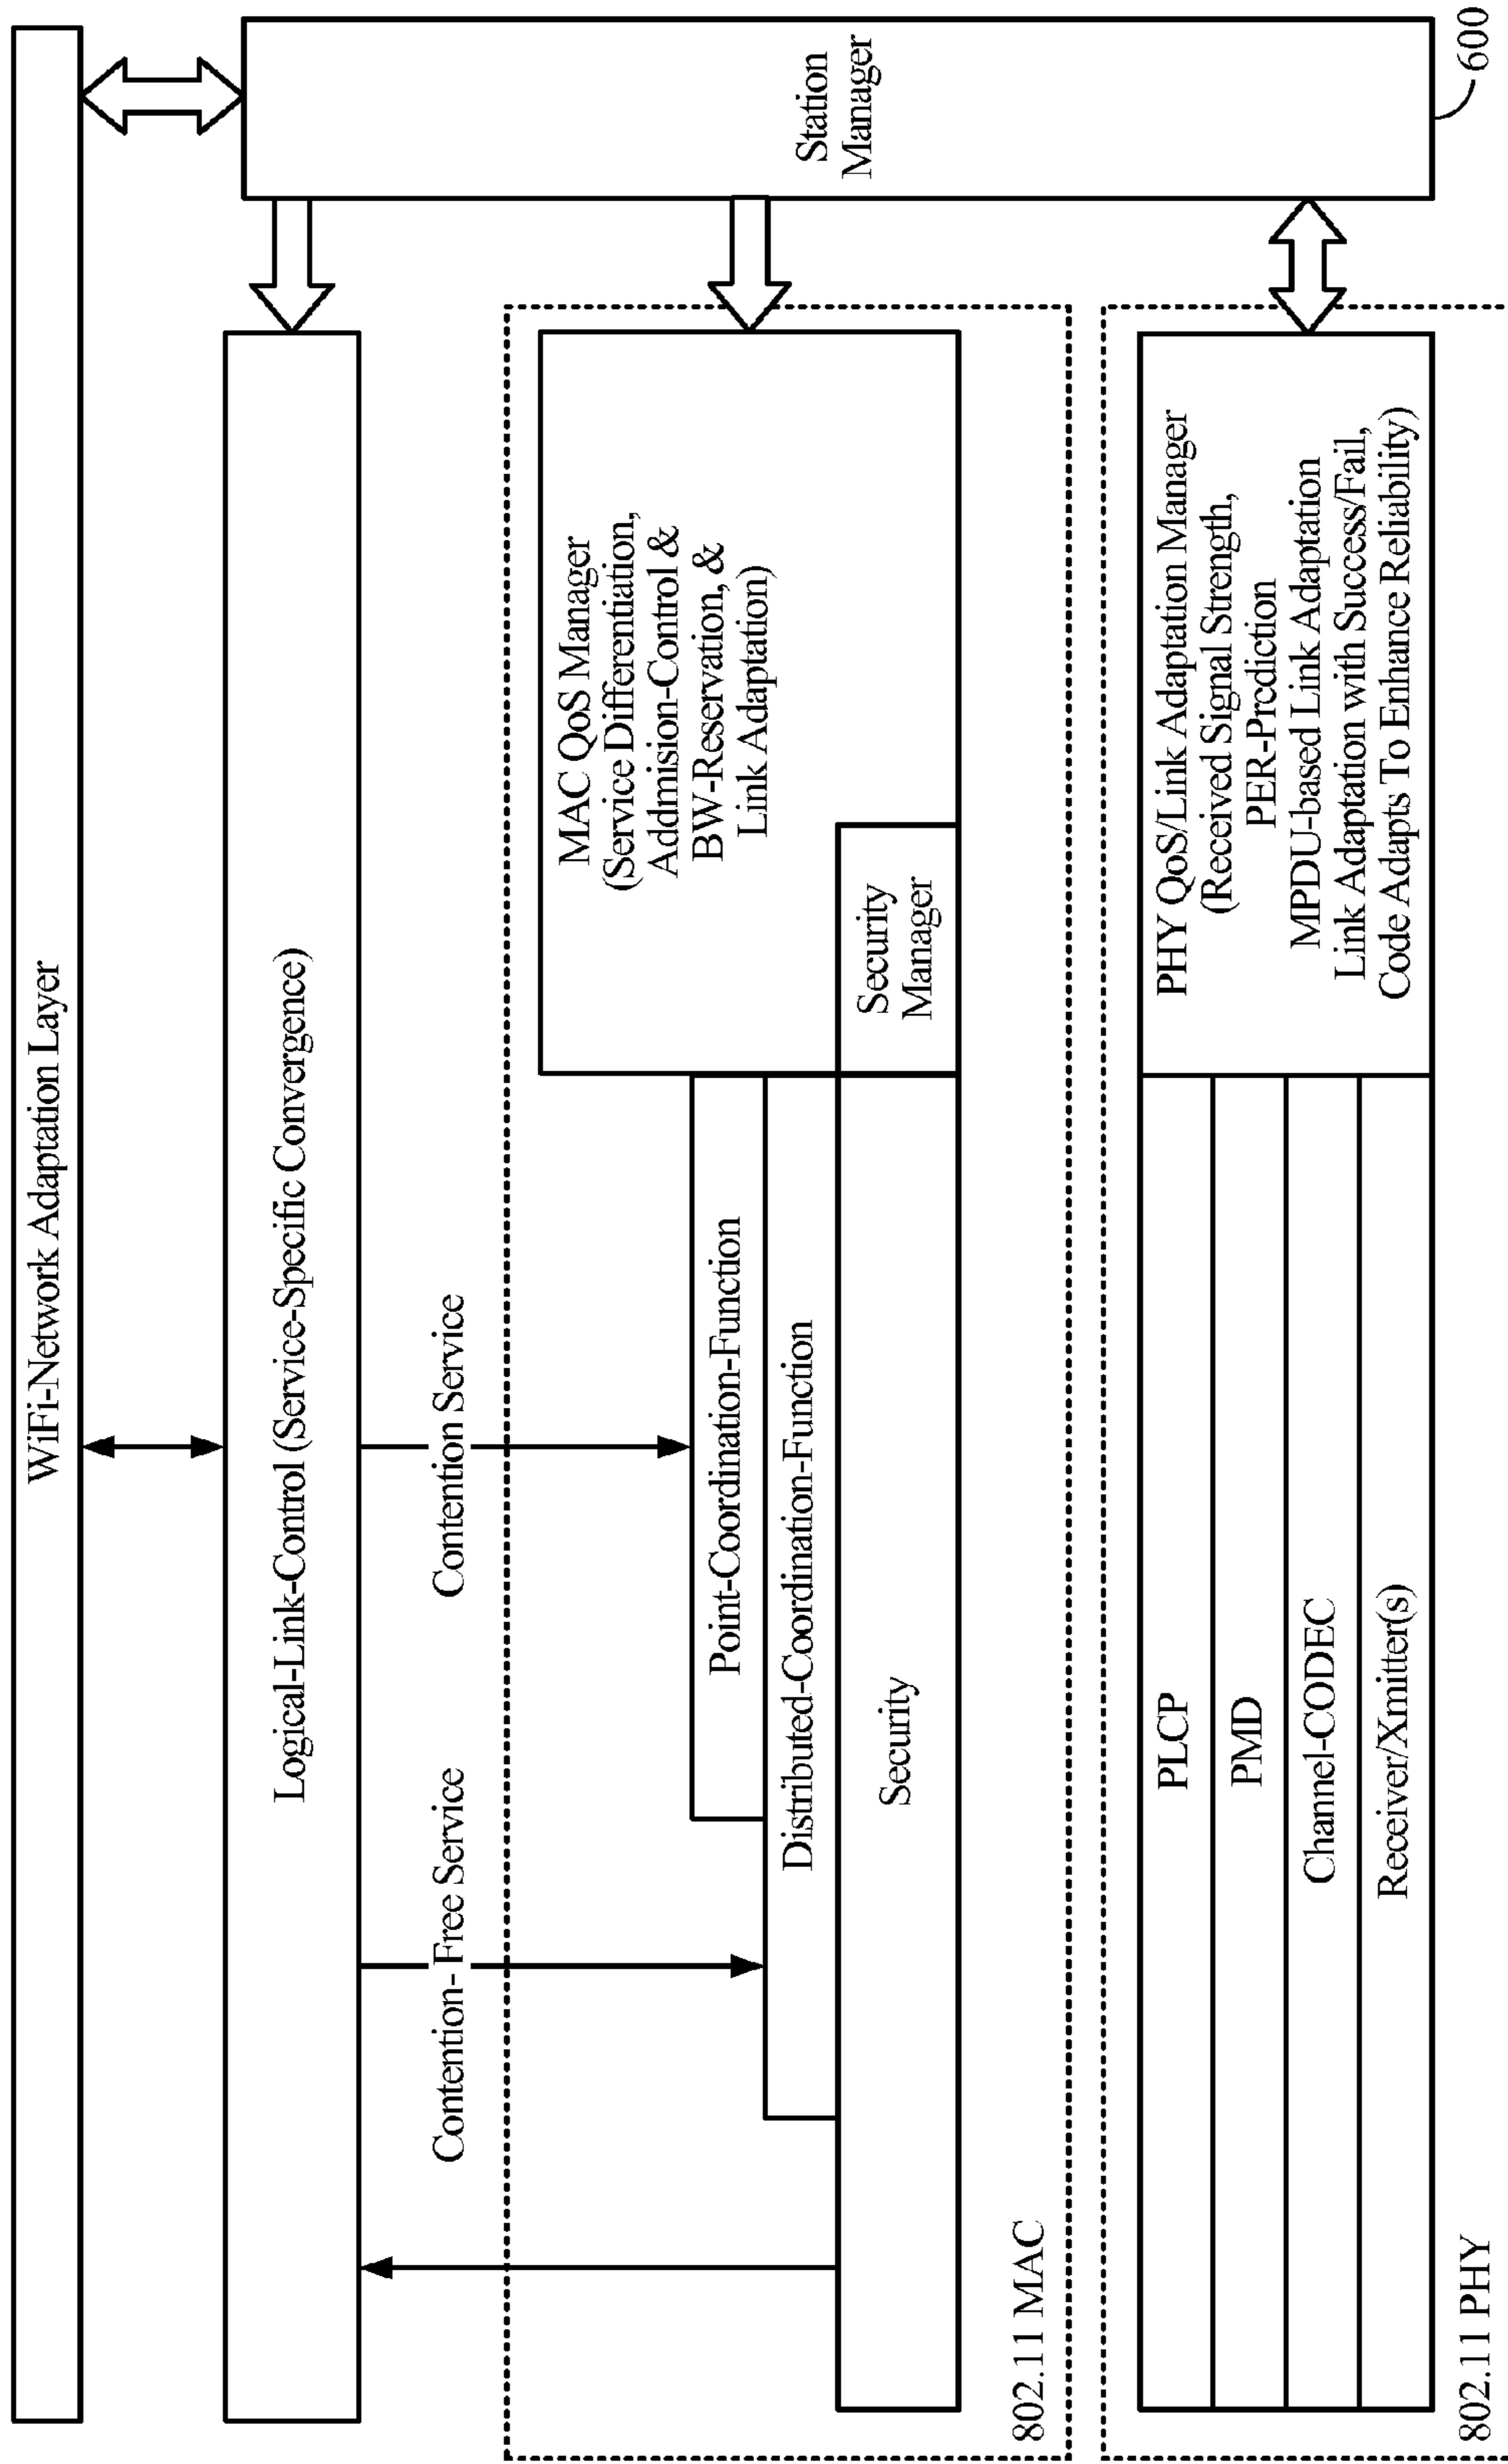 WiFi-Network Adaptation Layer
Logical-Link-Control (Service-Specific Convergence)
Contention- Free Service
Contention Service
Station
Manager
600
802.11 MAC
MAC QoS Manager
(Service Differentiation,
Addmision-Control &
BW-Reservation, &
Link Adaptation)
Point-Coordination-Function
Distributed-Coordination-Function
Security
Security
Manager
802.11 PHY
PLCP
PMD
Channel-CODEC
Receiver/Xmitter(s)
PHY QoS/Link Adaptation Manager
(Received Signal Strength,
PER-Prediction
MPDU-based Link Adaptation
Link Adaptation with Success/Fail,
Code Adapts To Enhance Reliability)